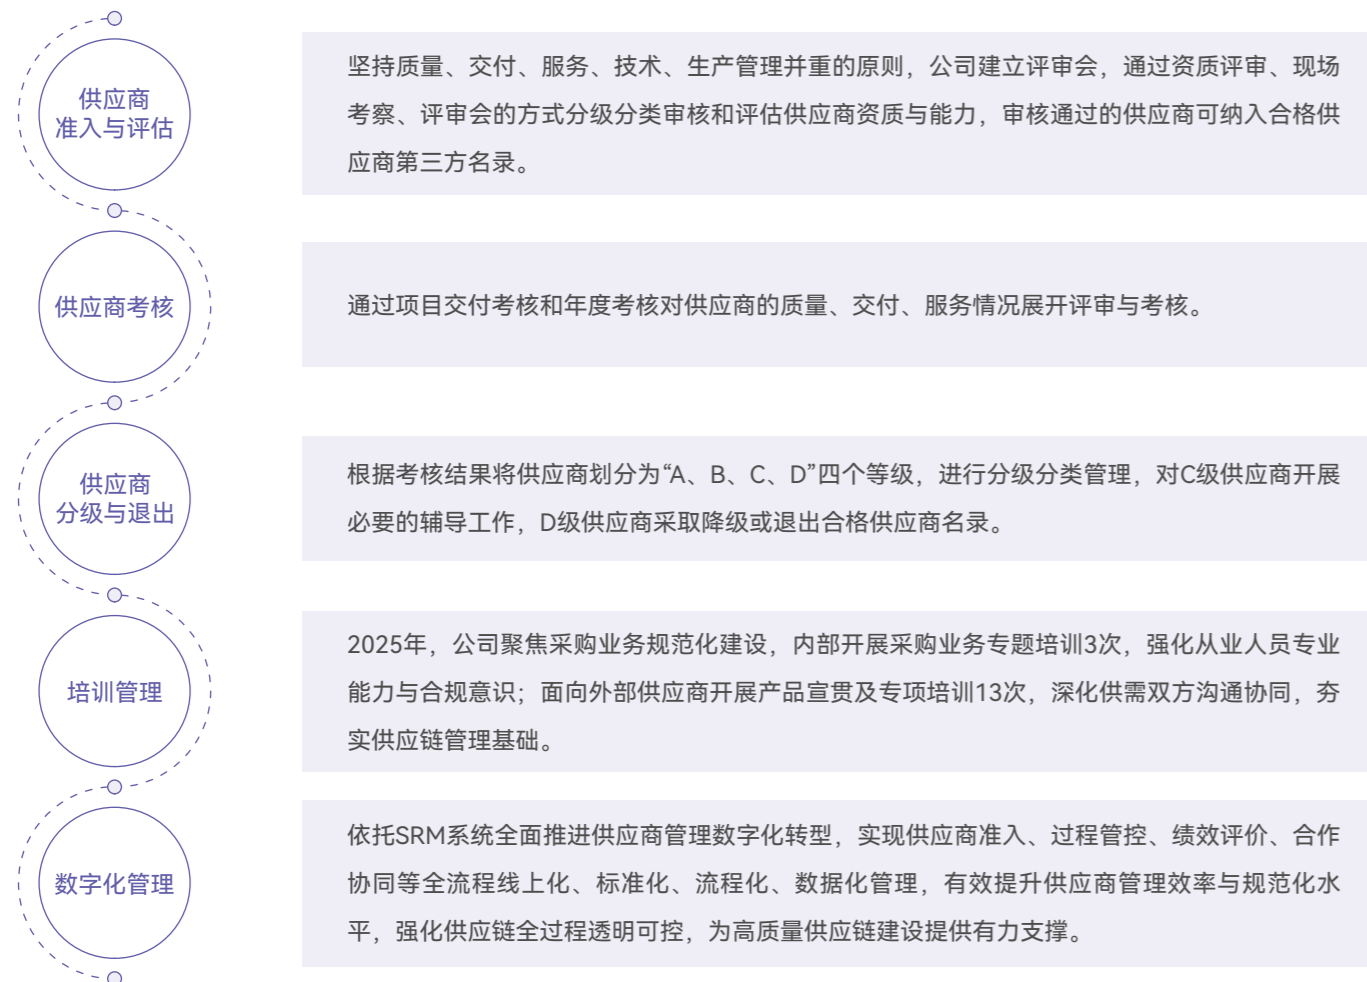 供应商
准入与评估
坚持质量、交付、服务、技术、生产管理并重的原则，公司建立评审会，通过资质评审、现场
考察、评审会的方式分级分类审核和评估供应商资质与能力，审核通过的供应商可纳入合格供
应商第三方名录。
供应商考核
通过项目交付考核和年度考核对供应商的质量、交付、服务情况展开评审与考核。
供应商
分级与退出
根据考核结果将供应商划分为“A、B、C、D”四个等级，进行分级分类管理，对C级供应商开展
必要的辅导工作，D级供应商采取降级或退出合格供应商名录。
培训管理
2025年，公司聚焦采购业务规范化建设，内部开展采购业务专题培训3次，强化从业人员专业
能力与合规意识；面向外部供应商开展产品宣贯及专项培训13次，深化供需双方沟通协同，夯
实供应链管理基础。
数字化管理
依托SRM系统全面推进供应商管理数字化转型，实现供应商准入、过程管控、绩效评价、合作
协同等全流程线上化、标准化、流程化、数据化管理，有效提升供应商管理效率与规范化水
平，强化供应链全过程透明可控，为高质量供应链建设提供有力支撑。